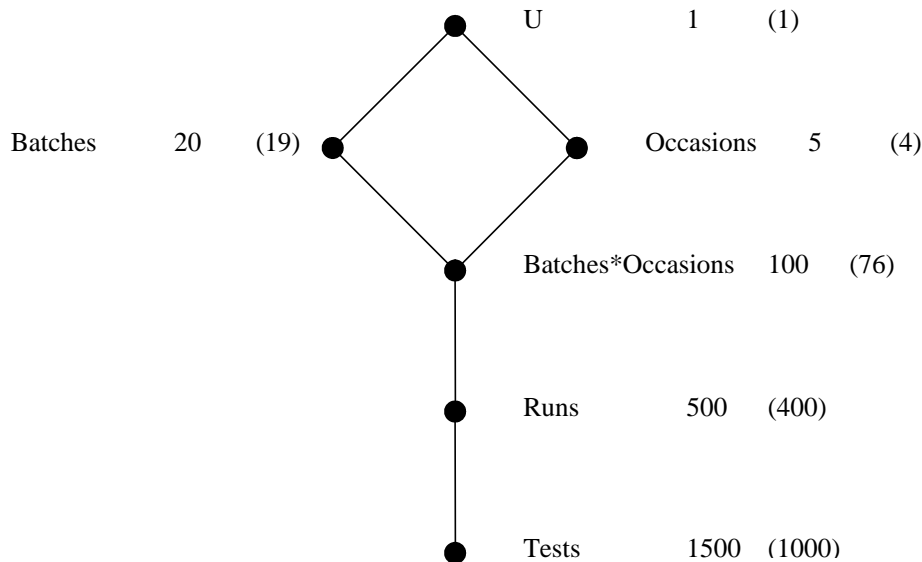 U 1 (1)
Batches 20 (19) Occasions 5 (4)
Batches*Occasions 100 (76)
Runs 500 (400)
Tests 1500 (1000)